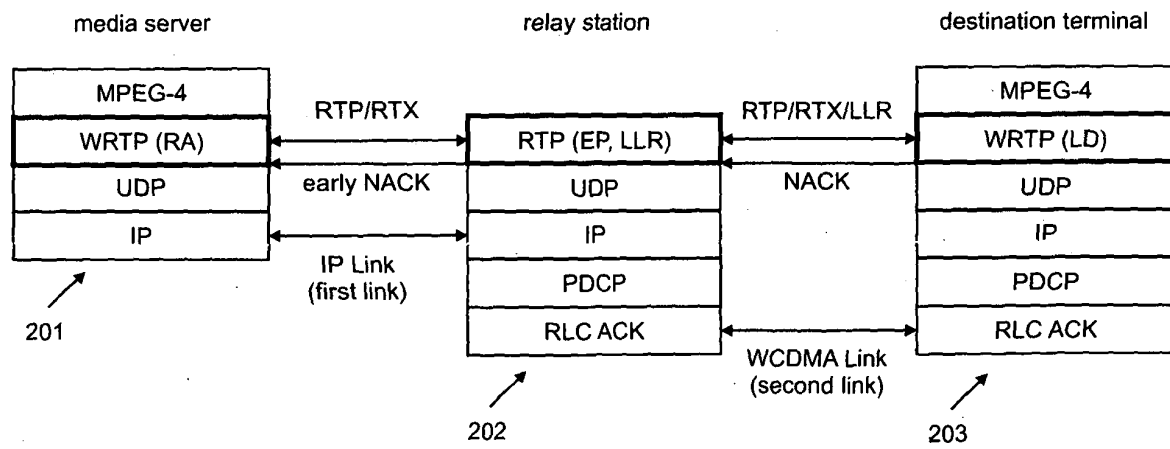 media server
relay station
destination terminal
MPEG-4
WRTP (RA)
UDP
IP
201
RTP/RTX
early NACK
IP Link
(first link)
RTP (EP, LLR)
UDP
IP
PDCP
RLC ACK
202
RTP/RTX/LLR
NACK
WCDMA Link
(second link)
MPEG-4
WRTP (LD)
UDP
IP
PDCP
RLC ACK
203